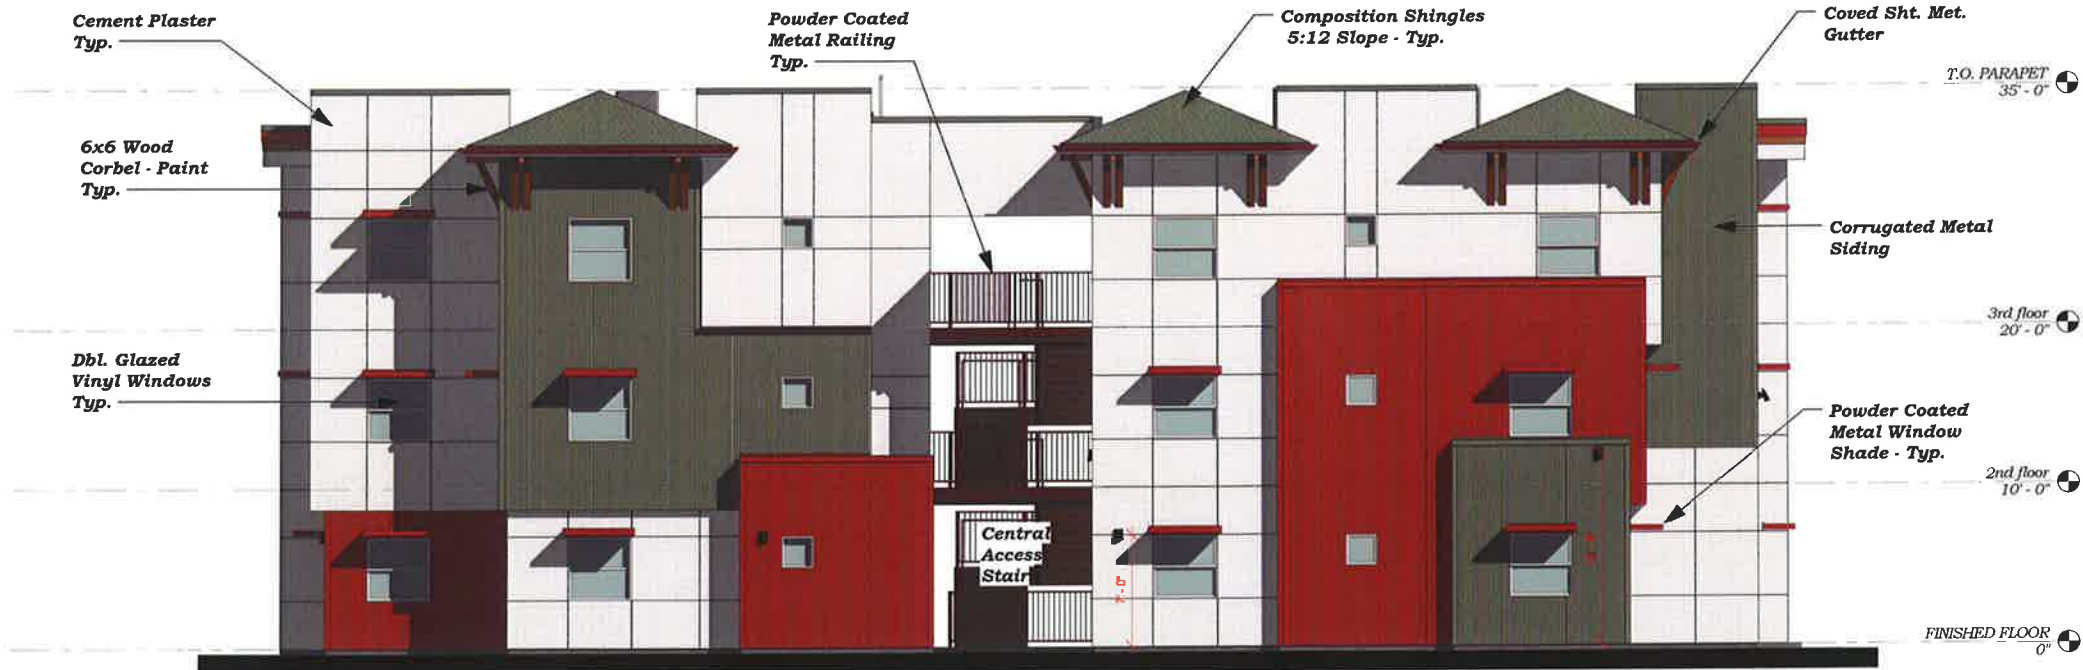 Cement Plaster
Typ.
Powder Coated
Metal Railing
Typ.
Composition Shingles
5:12 Slope - Typ.
Coved Sht. Met.
Gutter
T.O. PARAPET
35' - 0"
6x6 Wood
Corbel - Paint
Typ.
Corrugated Metal
Siding
3rd floor
20' - 0"
Dbl. Glazed
Vinyl Windows
Typ.
Powder Coated
Metal Window
Shade - Typ.
2nd floor
10' - 0"
Central
Access
Stair
7'-0"
FINISHED FLOOR
0"